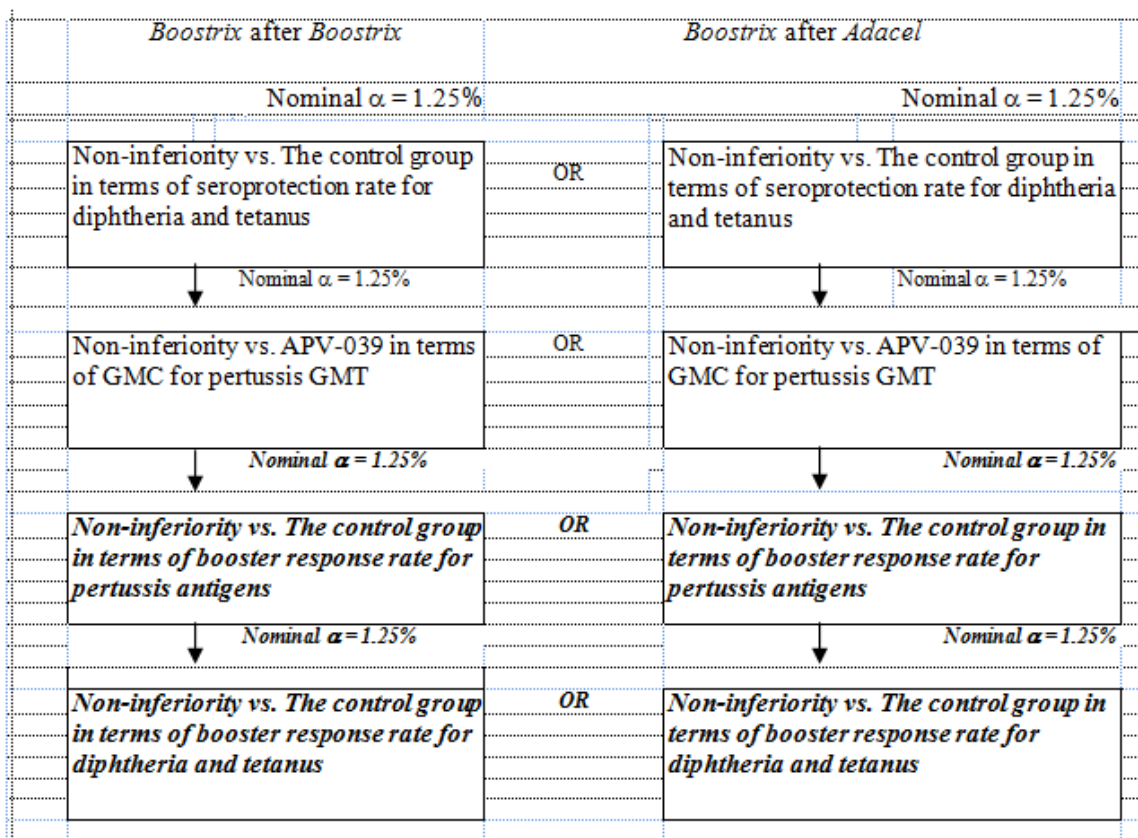 Boostrix after Boostrix
Boostrix after Adacel
Nominal α = 1.25%
Nominal α = 1.25%
Non-inferiority vs. The control group
in terms of seroprotection rate for
diphtheria and tetanus
OR
Non-inferiority vs. The control group in
terms of seroprotection rate for diphtheria
and tetanus
Nominal α = 1.25%
Nominal α = 1.25%
Non-inferiority vs. APV-039 in terms
of GMC for pertussis GMT
OR
Non-inferiority vs. APV-039 in terms of
GMC for pertussis GMT
Nominal α = 1.25%
Nominal α = 1.25%
Non-inferiority vs. The control group
in terms of booster response rate for
pertussis antigens
OR
Non-inferiority vs. The control group in
terms of booster response rate for
pertussis antigens
Nominal α = 1.25%
Nominal α = 1.25%
Non-inferiority vs. The control group
in terms of booster response rate for
diphtheria and tetanus
OR
Non-inferiority vs. The control group in
terms of booster response rate for
diphtheria and tetanus